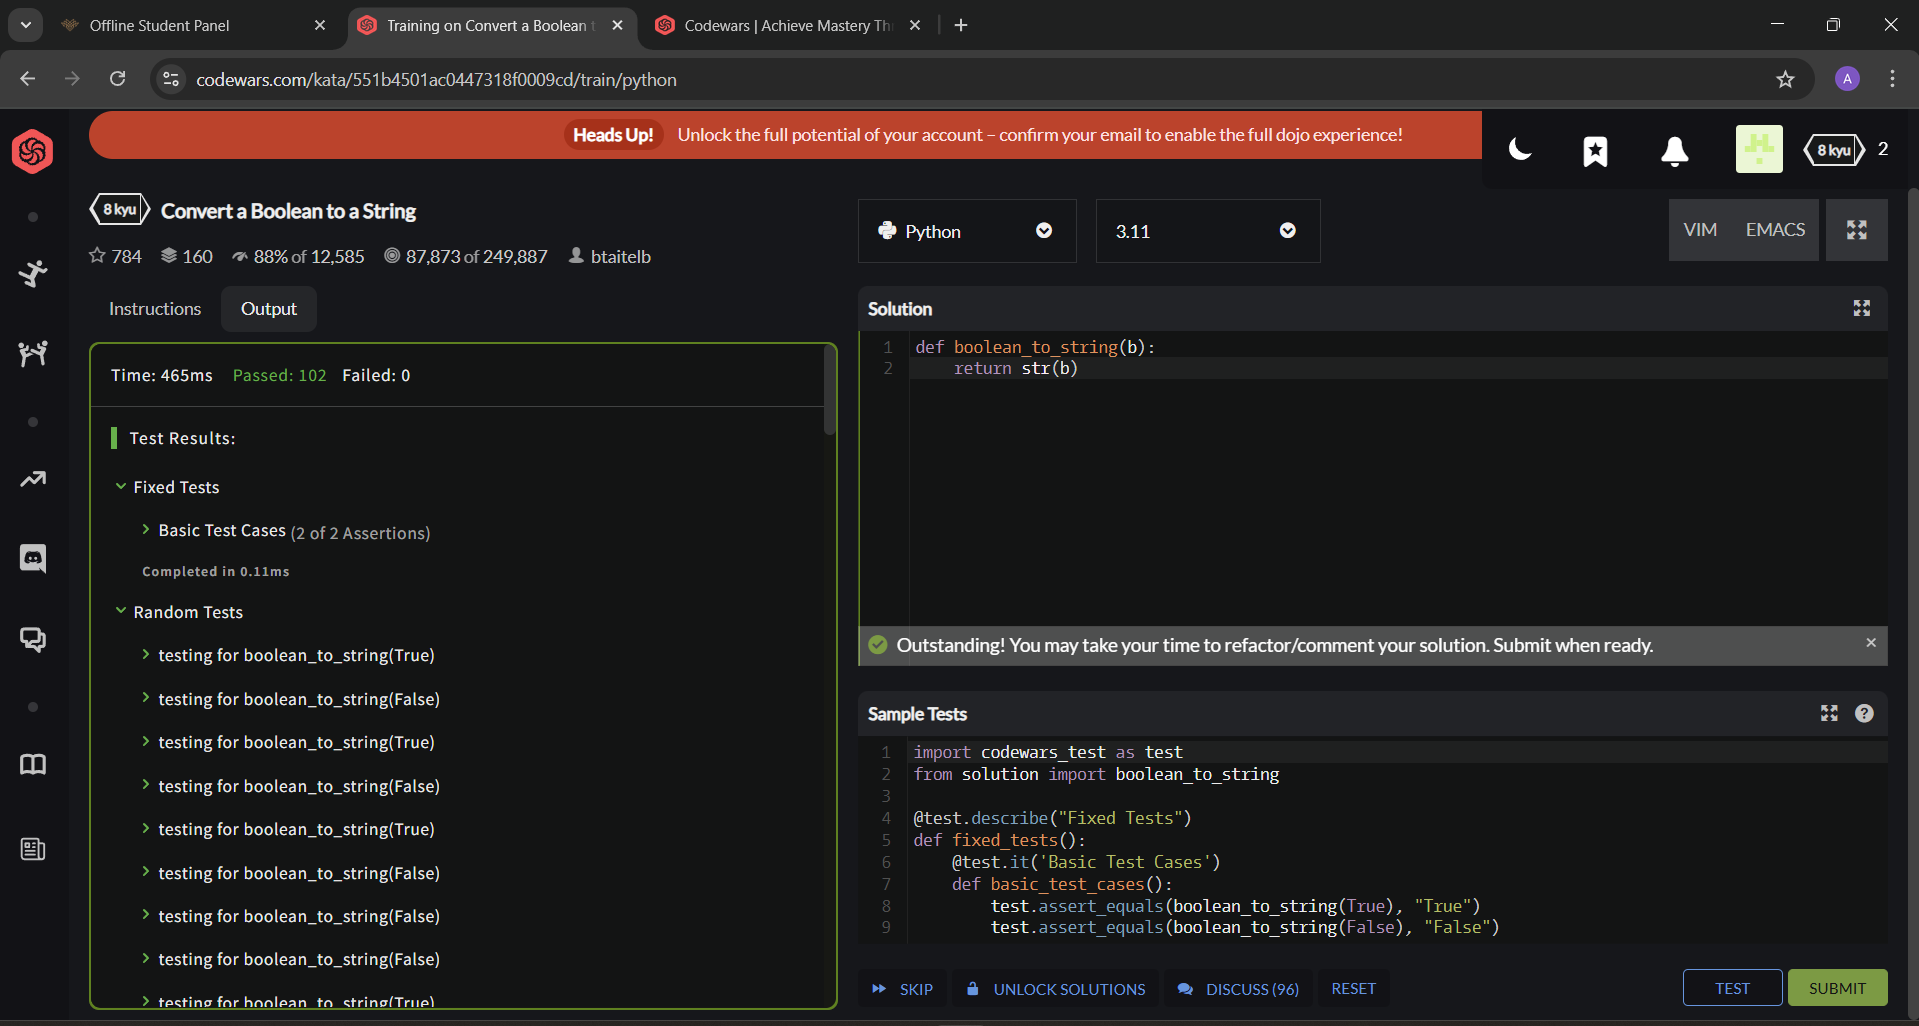 Offline Student Panel
Training on Convert a Boolean t
Codewars | Achieve Mastery Th
codewars.com/kata/551b4501ac0447318f0009cd/train/python
A
Heads Up! Unlock the full potential of your account – confirm your email to enable the full dojo experience!
8 kyu 2
8 kyu Convert a Boolean to a String
784 160 88% of 12,585 87,873 of 249,887 btaitelb
Python
3.11
VIM EMACS
Instructions Output
Time: 465ms Passed: 102 Failed: 0
Test Results:
Fixed Tests
Basic Test Cases (2 of 2 Assertions)
Completed in 0.11ms
Random Tests
testing for boolean_to_string(True)
testing for boolean_to_string(False)
testing for boolean_to_string(True)
testing for boolean_to_string(False)
testing for boolean_to_string(True)
testing for boolean_to_string(False)
testing for boolean_to_string(False)
testing for boolean_to_string(False)
testing for boolean_to_string(True)
Solution
1 def boolean_to_string(b):
2     return str(b)
Outstanding! You may take your time to refactor/comment your solution. Submit when ready.
Sample Tests
?
1 import codewars_test as test
2 from solution import boolean_to_string
3
4 @test.describe("Fixed Tests")
5 def fixed_tests():
6     @test.it('Basic Test Cases')
7     def basic_test_cases():
8         test.assert_equals(boolean_to_string(True), "True")
9         test.assert_equals(boolean_to_string(False), "False")
SKIP UNLOCK SOLUTIONS DISCUSS (96) RESET TEST SUBMIT